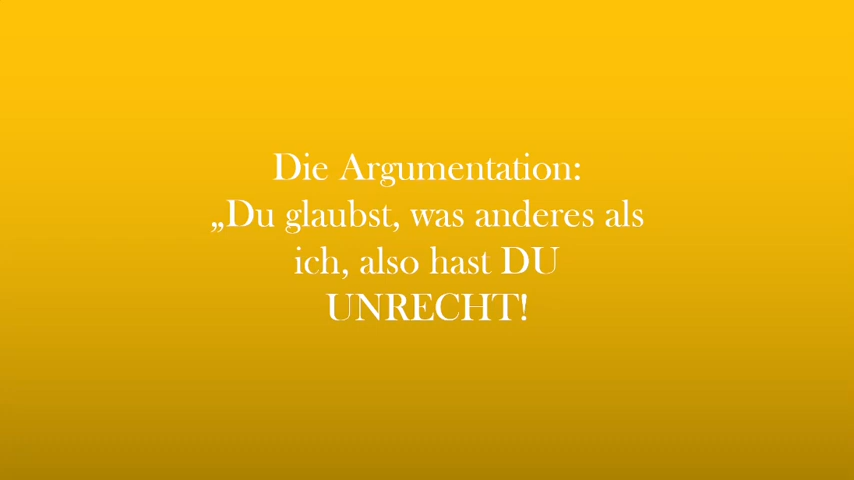 Die Argumentation:
„Du glaubst, was anderes als
ich, also hast DU
UNRECHT!